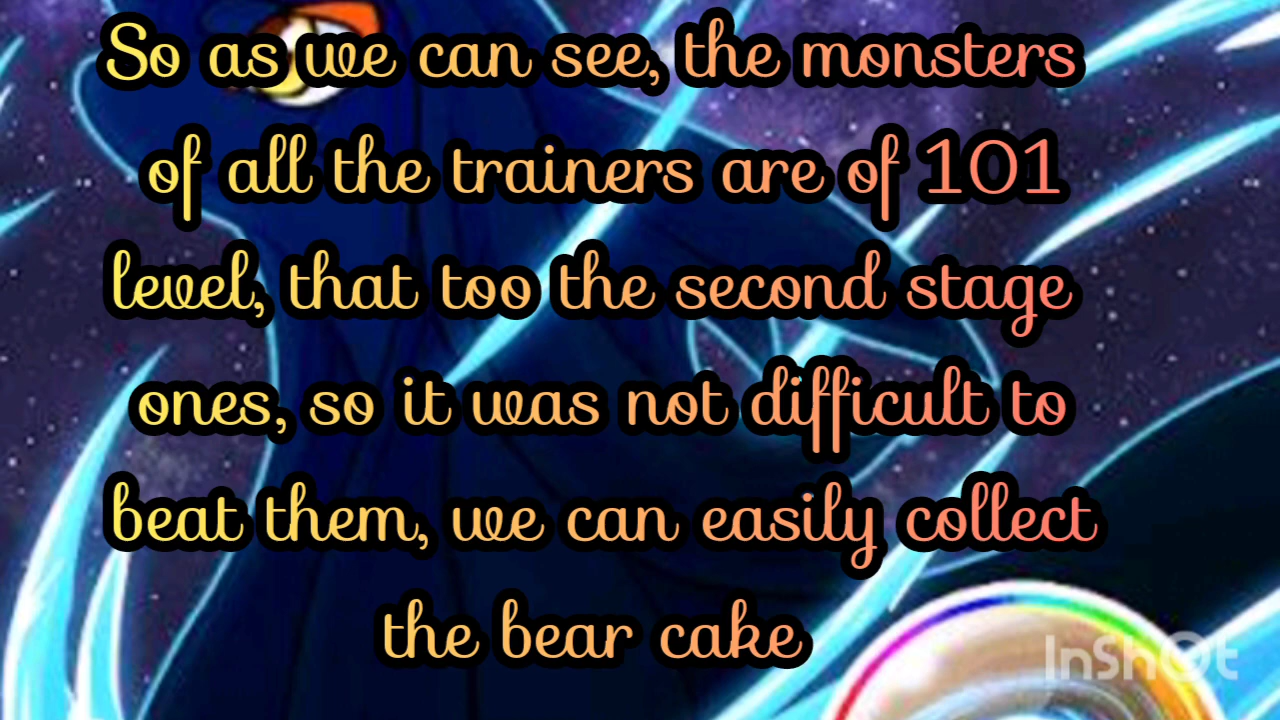 So as we can see, the monsters
of all the trainers are of 101
level, that too the second stage
ones, so it was not difficult to
beat them, we can easily collect
the bear cake
InShOt